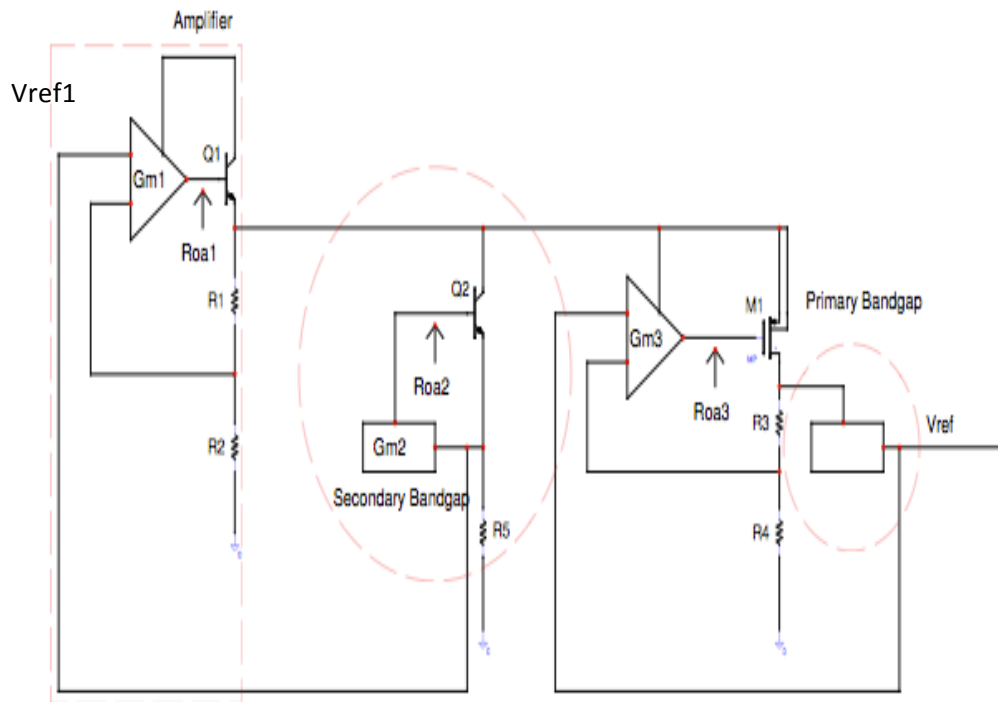 Amplifier
Vref1
Q1
Gm1
Roa1
R1
R2
Q2
Roa2
Gm2
Secondary Bandgap
R5
Gm3
Roa3
M1
Primary Bandgap
R3
R4
Vref